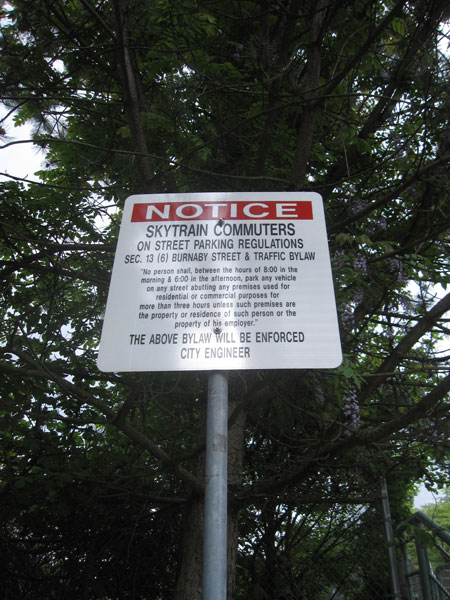 NOTICE
SKYTRAIN COMMUTERS
ON STREET PARKING REGULATIONS
SEC. 13 (6) BURNABY STREET & TRAFFIC BYLAW
"No person shall, between the hours of 8:00 in the
morning & 6:00 in the afternoon, park any vehicle
on any street abutting any premises used for
residential or commercial purposes for
more than three hours unless such premises are
the property or residence of such person or the
property of his employer."
THE ABOVE BYLAW WILL BE ENFORCED
CITY ENGINEER